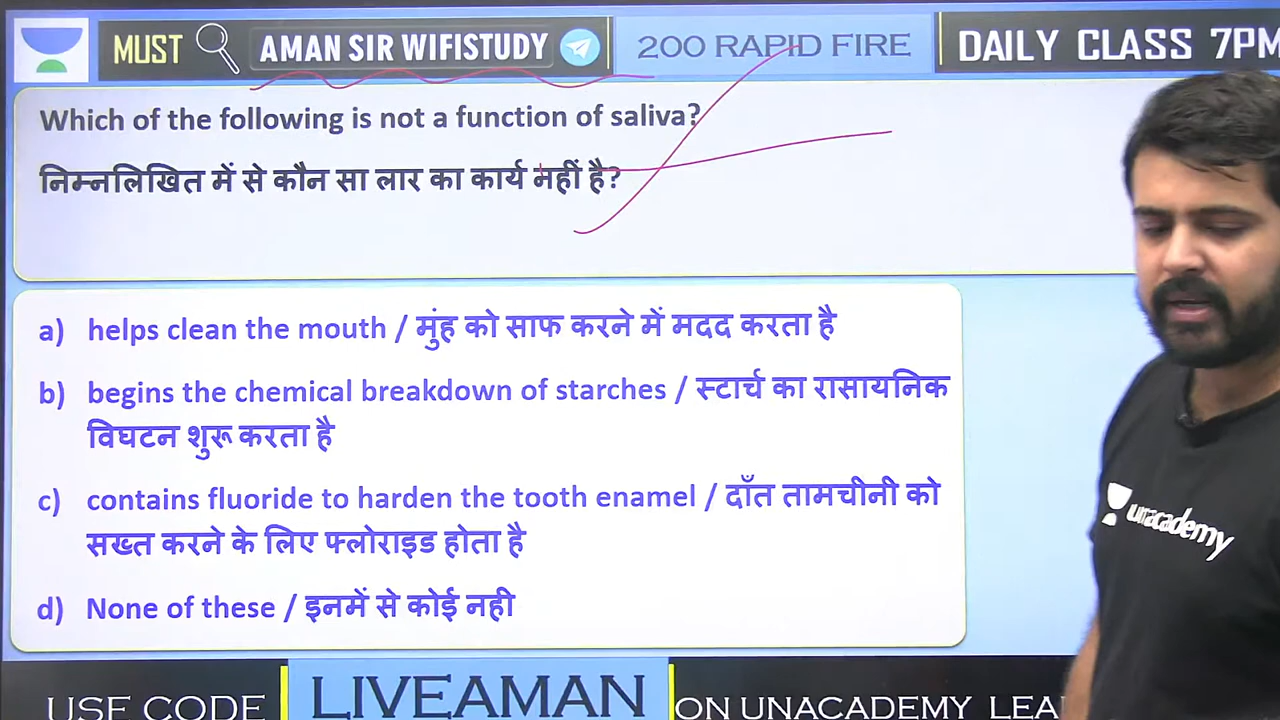 MUST AMAN SIR WIFISTUDY 200 RAPID FIRE DAILY CLASS 7PM
Which of the following is not a function of saliva?
निम्नलिखित में से कौन सा लार का कार्य नहीं है?
a) helps clean the mouth / मुंह को साफ करने में मदद करता है
b) begins the chemical breakdown of starches / स्टार्च का रासायनिक
विघटन शुरू करता है
c) contains fluoride to harden the tooth enamel / दाँत तामचीनी को
सख्त करने के लिए फ्लोराइड होता है
d) None of these / इनमें से कोई नही
unacademy
USE CODE LIVEAMAN ON UNACADEMY